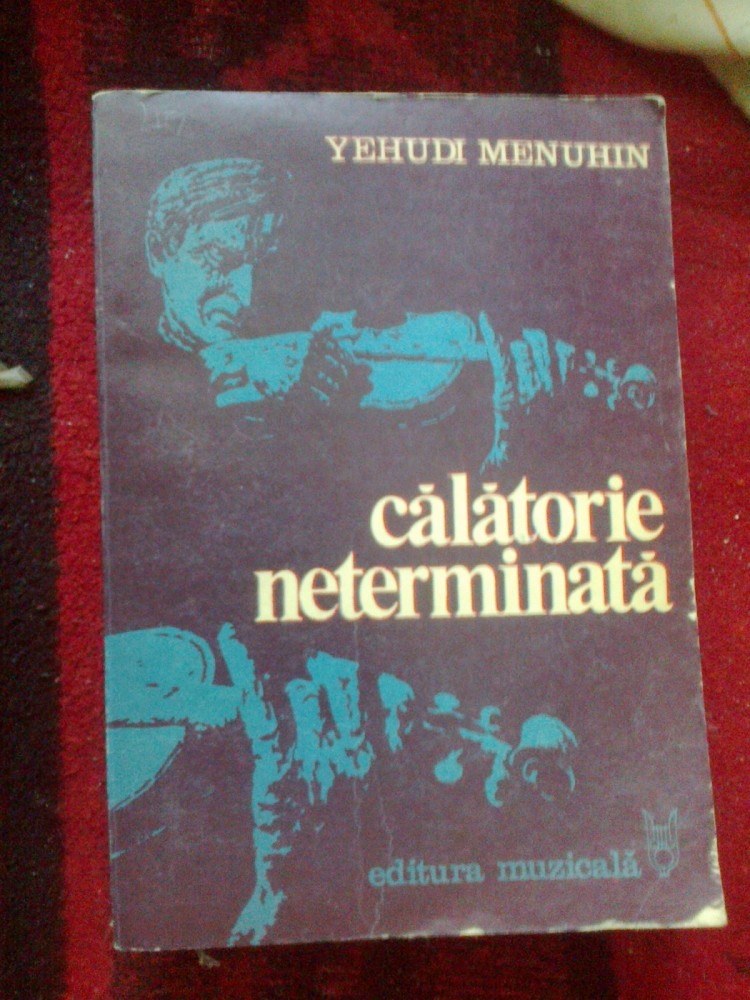 YEHUDI MENUHIN
călătorie
neterminată
editura muzicală